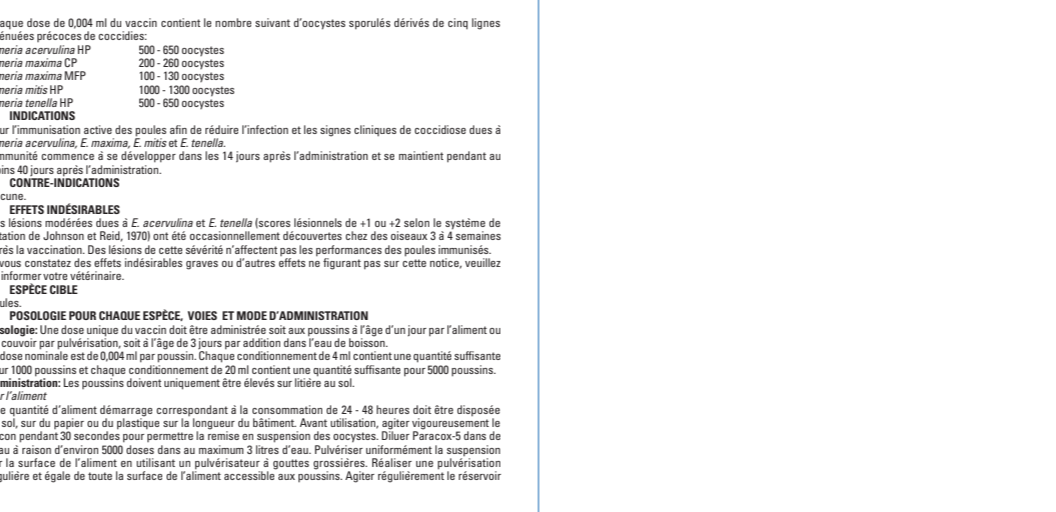 aque dose de 0,004 ml du vaccin contient le nombre suivant d'oocystes sporulés dérivés de cinq lignes
énuées précoces de coccidies:
neria acervulina HP 500 - 650 oocystes
neria maxima CP 200 - 260 oocystes
neria maxima MFP 100 - 130 oocystes
neria mitis HP 1000 - 1300 oocystes
neria tenella HP 500 - 650 oocystes
INDICATIONS
ur l'immunisation active des poules afin de réduire l'infection et les signes cliniques de coccidiose dues à
neria acervulina, E. maxima, E. mitis et E. tenella.
mmunité commence à se développer dans les 14 jours après l'administration et se maintient pendant au
oins 40 jours après l'administration.
CONTRE-INDICATIONS
cune.
EFFETS INDÉSIRABLES
s lésions modérées dues à E. acervulina et E. tenella (scores lésionnels de +1 ou +2 selon le système de
tation de Johnson et Reid, 1970) ont été occasionnellement découvertes chez des oiseaux 3 à 4 semaines
rès la vaccination. Des lésions de cette sévérité n'affectent pas les performances des poules immunisés.
vous constatez des effets indésirables graves ou d'autres effets ne figurant pas sur cette notice, veuillez
informer votre vétérinaire.
ESPÈCE CIBLE
ules.
POSOLOGIE POUR CHAQUE ESPÈCE, VOIES ET MODE D'ADMINISTRATION
sologie: Une dose unique du vaccin doit être administrée soit aux poussins à l'âge d'un jour par l'aliment ou
couvoir par pulvérisation, soit à l'âge de 3 jours par addition dans l'eau de boisson.
dose nominale est de 0,004 ml par poussin. Chaque conditionnement de 4 ml contient une quantité suffisante
ur 1000 poussins et chaque conditionnement de 20 ml contient une quantité suffisante pour 5000 poussins.
ministration: Les poussins doivent uniquement être élevés sur litière au sol.
r l'aliment
e quantité d'aliment démarrage correspondant à la consommation de 24 - 48 heures doit être disposée
sol, sur du papier ou du plastique sur la longueur du bâtiment. Avant utilisation, agiter vigoureusement le
con pendant 30 secondes pour permettre la remise en suspension des oocystes. Diluer Paracox-5 dans de
au à raison d'environ 5000 doses dans au maximum 3 litres d'eau. Pulvériser uniformément la suspension
r la surface de l'aliment en utilisant un pulvérisateur à gouttes grossières. Réaliser une pulvérisation
gulière et égale de toute la surface de l'aliment accessible aux poussins. Agiter régulièrement le réservoir